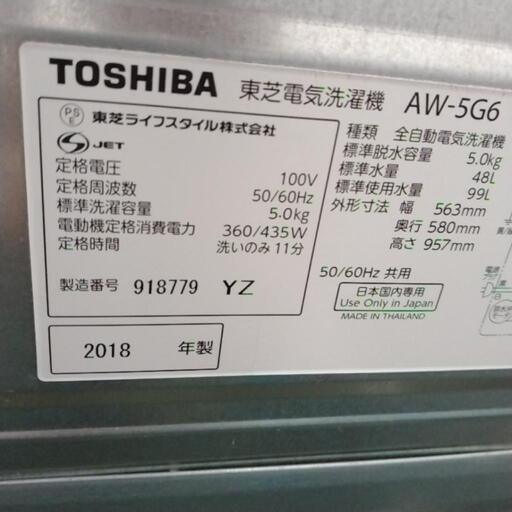 TOSHIBA 東芝電気洗濯機 AW-5G6
PS E 東芝ライフスタイル株式会社
JET
定格電圧 100V
定格周波数 50/60Hz
標準洗濯容量 5.0kg
電動機定格消費電力 360/435W
定格時間 洗いのみ 11分
製造番号 918779 YZ
2018 年製
種類 全自動電気洗濯機
標準脱水容量 5.0kg
標準水量 48L
標準使用水量 99L
外形寸法 幅 563mm
奥行 580mm
高さ 957mm
50/60Hz 共用
日本国内専用
Use Only in Japan
MADE IN THAILAND
電源